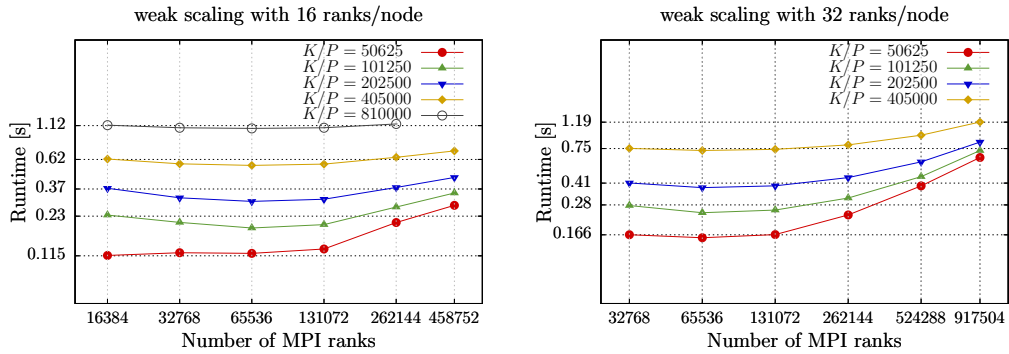 weak scaling with 16 ranks/node
K/P = 50625
K/P = 101250
K/P = 202500
K/P = 405000
K/P = 810000
1.12
0.62
0.37
0.23
0.115
Runtime [s]
16384 32768 65536 131072 262144 458752
Number of MPI ranks
weak scaling with 32 ranks/node
K/P = 50625
K/P = 101250
K/P = 202500
K/P = 405000
1.19
0.75
0.41
0.28
0.166
Runtime [s]
32768 65536 131072 262144 524288 917504
Number of MPI ranks